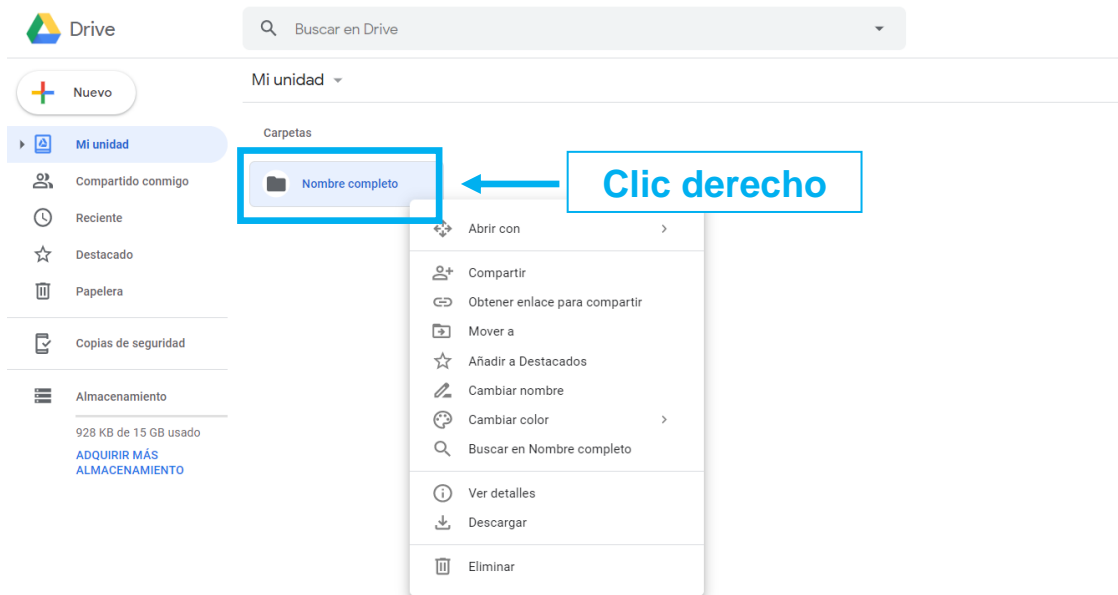 Drive
Buscar en Drive
Nuevo
Mi unidad
Mi unidad
Compartido conmigo
Reciente
Destacado
Papelera
Copias de seguridad
Almacenamiento
928 KB de 15 GB usado
ADQUIRIR MÁS
ALMACENAMIENTO
Carpetas
Nombre completo
Clic derecho
Abrir con
Compartir
Obtener enlace para compartir
Mover a
Añadir a Destacados
Cambiar nombre
Cambiar color
Buscar en Nombre completo
Ver detalles
Descargar
Eliminar